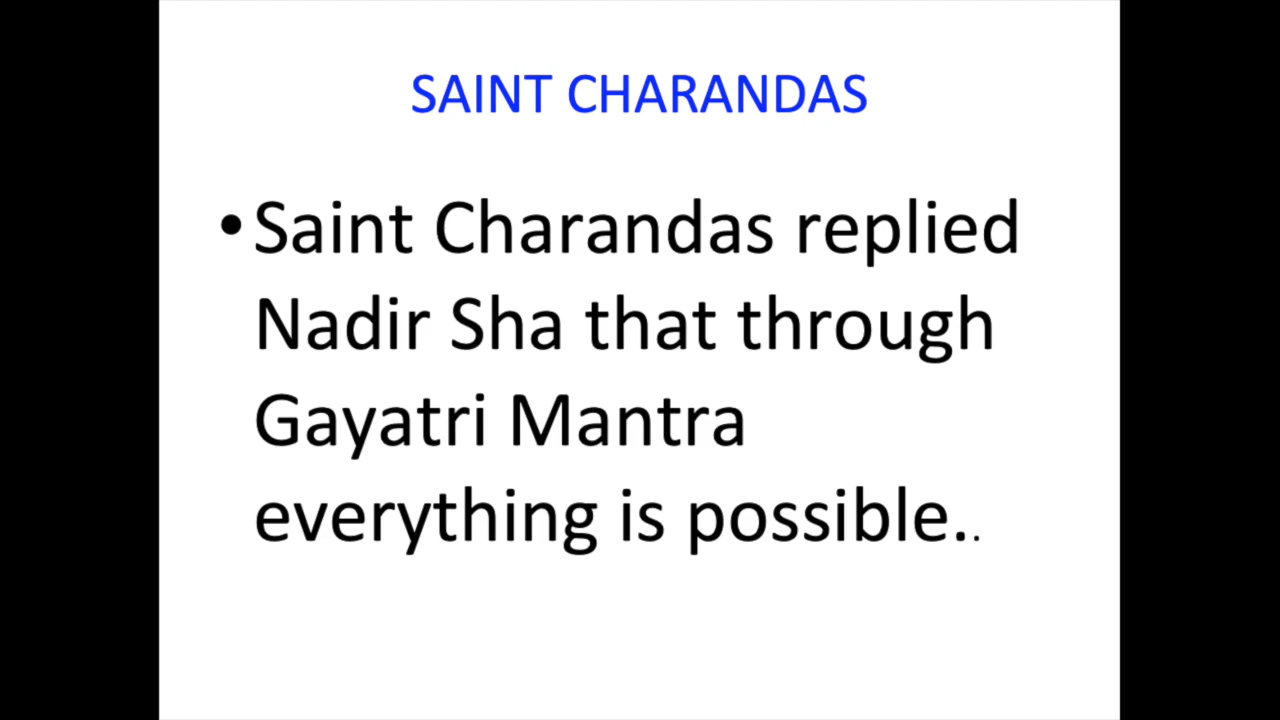 SAINT CHARANDAS
•Saint Charandas replied
Nadir Sha that through
Gayatri Mantra
everything is possible..